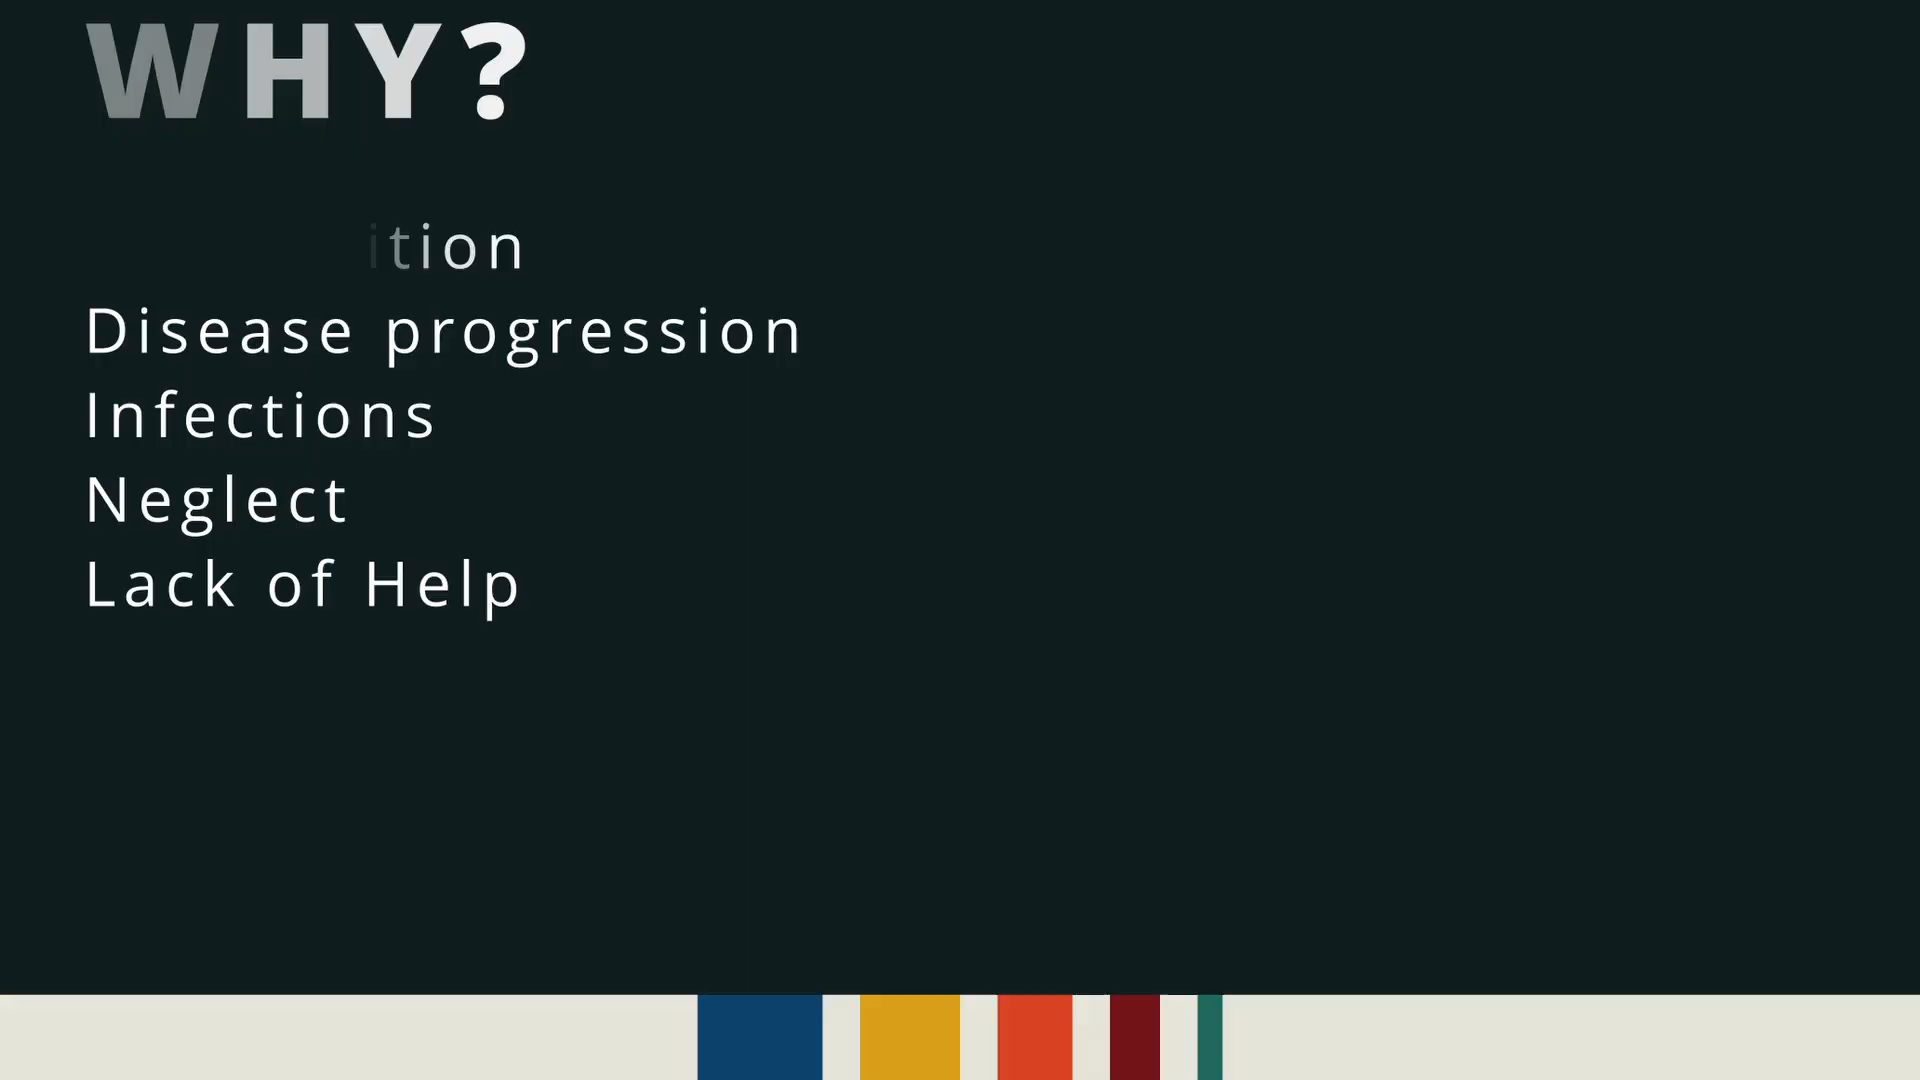 WHY?
ition
Disease progression
Infections
Neglect
Lack of Help